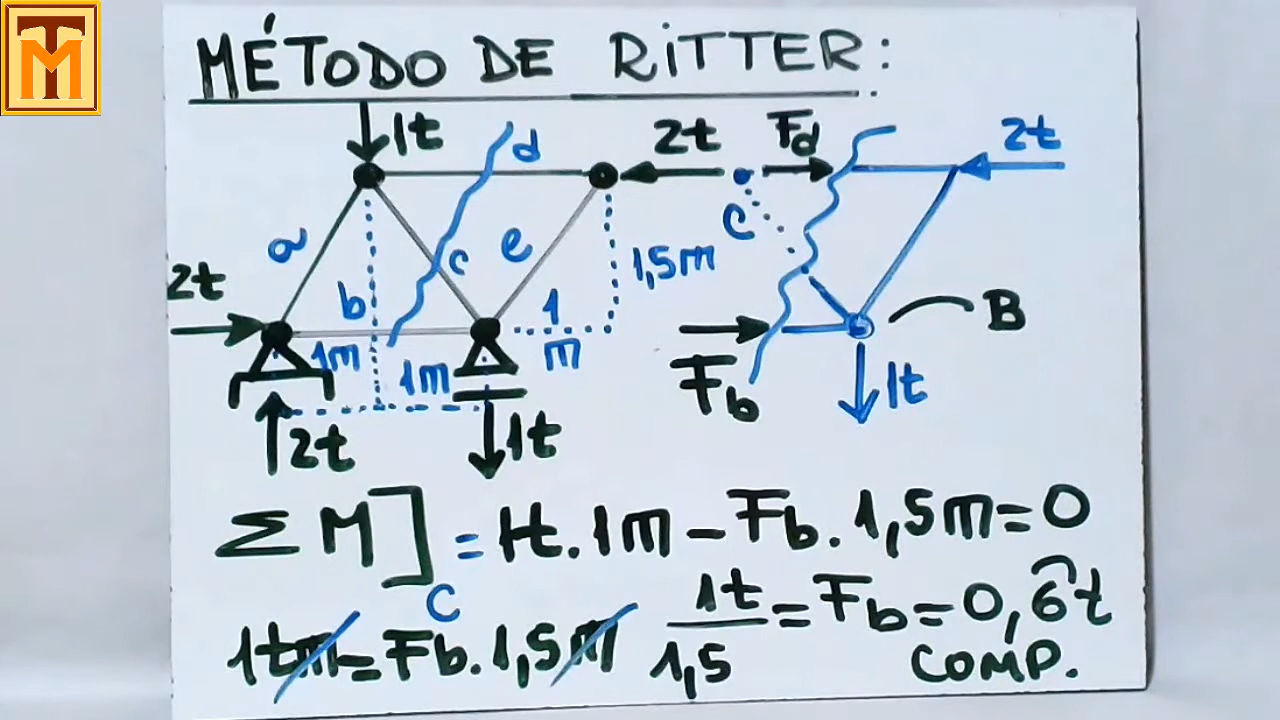 TM
MÉTODO DE RiTTER:
1t d 2t Fd 2t
a c e 1,5m C
2t b 1 B
1m 1m m Fb 1t
2t 1t
ΣM]C = 1t.1m - Fb.1,5m=0
1tm=Fb.1,5m 1t/1,5=Fb=0,6̑t
COMP.